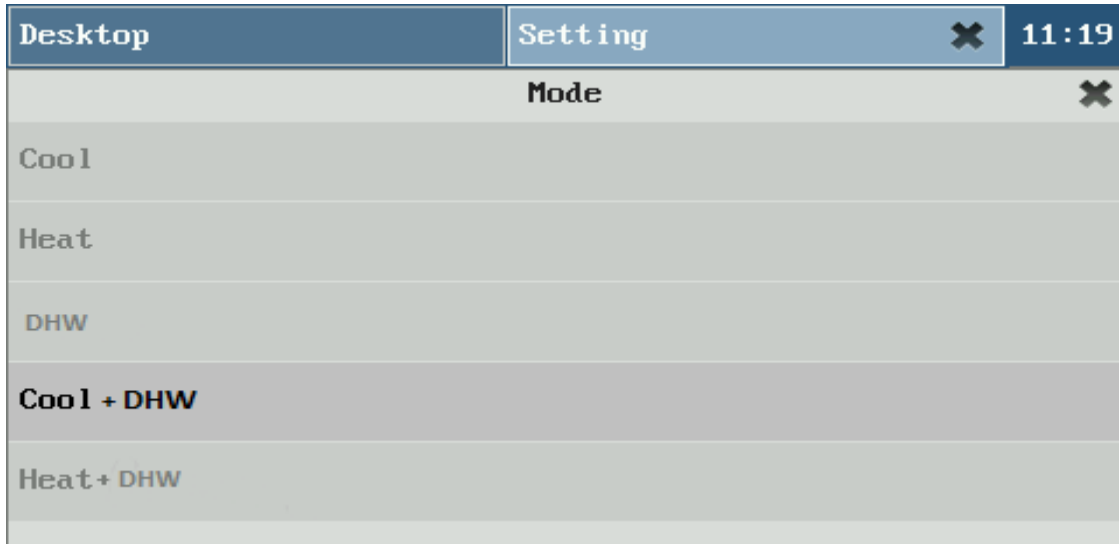 Desktop Setting 11:19
Mode
Cool
Heat
DHW
Cool + DHW
Heat+ DHW